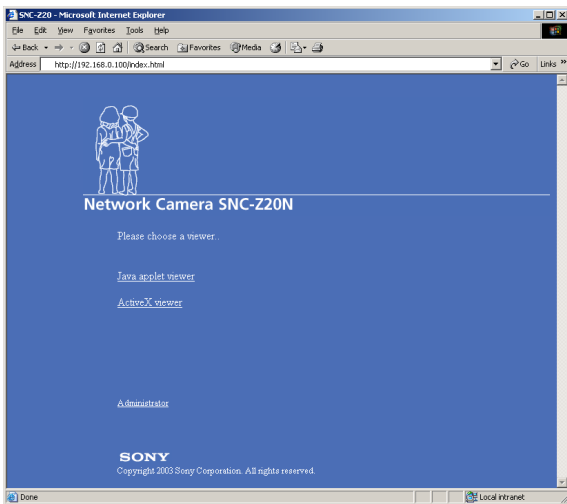 SNC-Z20 - Microsoft Internet Explorer
File Edit View Favorites Tools Help
Back Search Favorites Media
Address http://192.168.0.100/index.html Go Links »
Network Camera SNC-Z20N
Please choose a viewer..
Java applet viewer
ActiveX viewer
Administrator
SONY
Copyright 2003 Sony Corporation. All rights reserved.
Done Local intranet